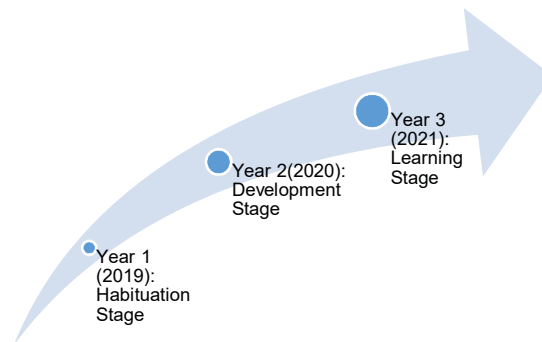 Year 1
(2019):
Habituation
Stage
Year 2(2020):
Development
Stage
Year 3
(2021):
Learning
Stage